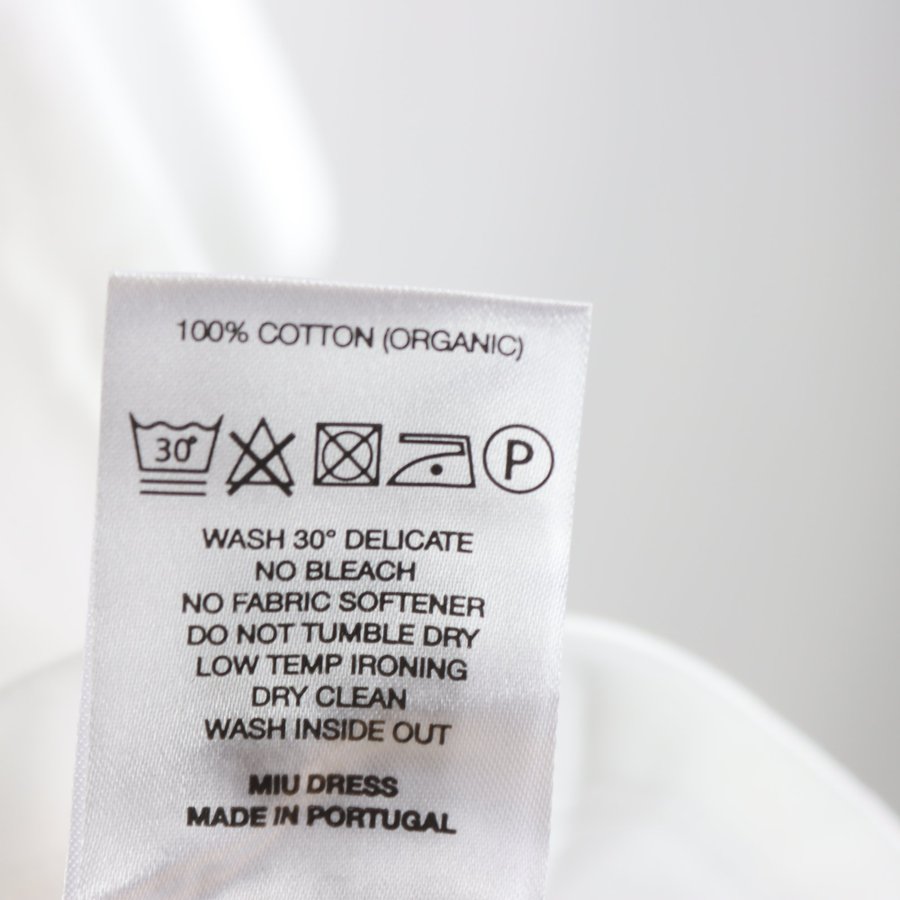 100% COTTON (ORGANIC)
30° P
WASH 30° DELICATE
NO BLEACH
NO FABRIC SOFTENER
DO NOT TUMBLE DRY
LOW TEMP IRONING
DRY CLEAN
WASH INSIDE OUT
MIU DRESS
MADE IN PORTUGAL